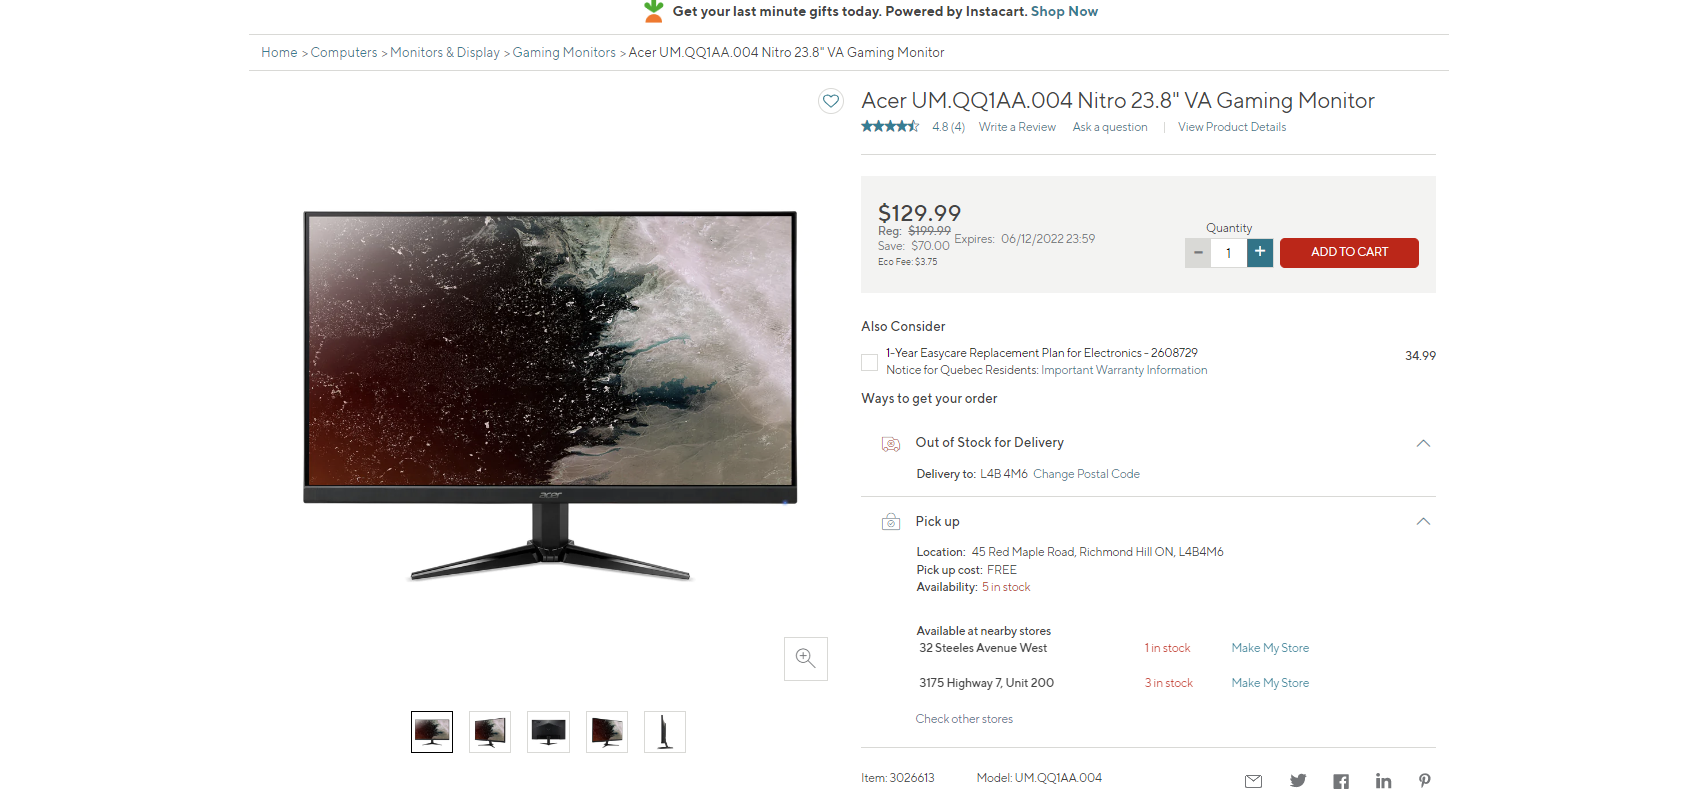 Get your last minute gifts today. Powered by Instacart. Shop Now
Home > Computers > Monitors & Display > Gaming Monitors > Acer UM.QQ1AA.004 Nitro 23.8" VA Gaming Monitor
Acer UM.QQ1AA.004 Nitro 23.8" VA Gaming Monitor
4.8 (4) Write a Review Ask a question | View Product Details
$129.99
Reg: $199.99
Save: $70.00 Expires: 06/12/2022 23:59
Eco Fee: $3.75
Quantity
- 1 + ADD TO CART
acer
Also Consider
1-Year Easycare Replacement Plan for Electronics - 2608729 34.99
Notice for Quebec Residents: Important Warranty Information
Ways to get your order
Out of Stock for Delivery
Delivery to: L4B 4M6 Change Postal Code
Pick up
Location: 45 Red Maple Road, Richmond Hill ON, L4B4M6
Pick up cost: FREE
Availability: 5 in stock
Available at nearby stores
32 Steeles Avenue West 1 in stock Make My Store
3175 Highway 7, Unit 200 3 in stock Make My Store
Check other stores
Item: 3026613 Model: UM.QQ1AA.004